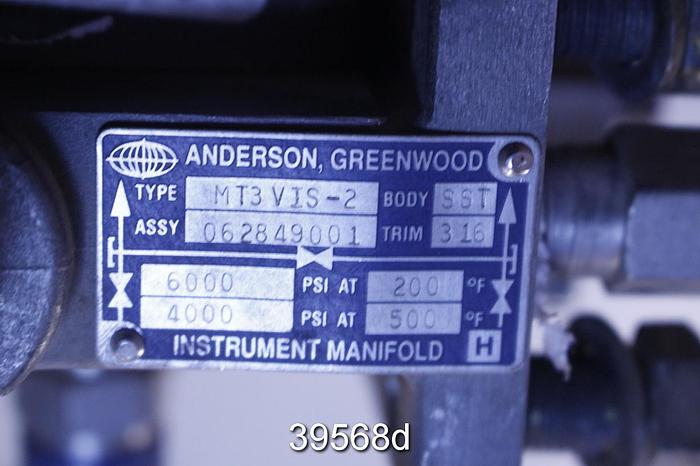 ANDERSON, GREENWOOD
TYPE MT3VIS-2 BODY SST
ASSY 062849001 TRIM 316
6000 PSI AT 200 °F
4000 PSI AT 500 °F
INSTRUMENT MANIFOLD H
39568d